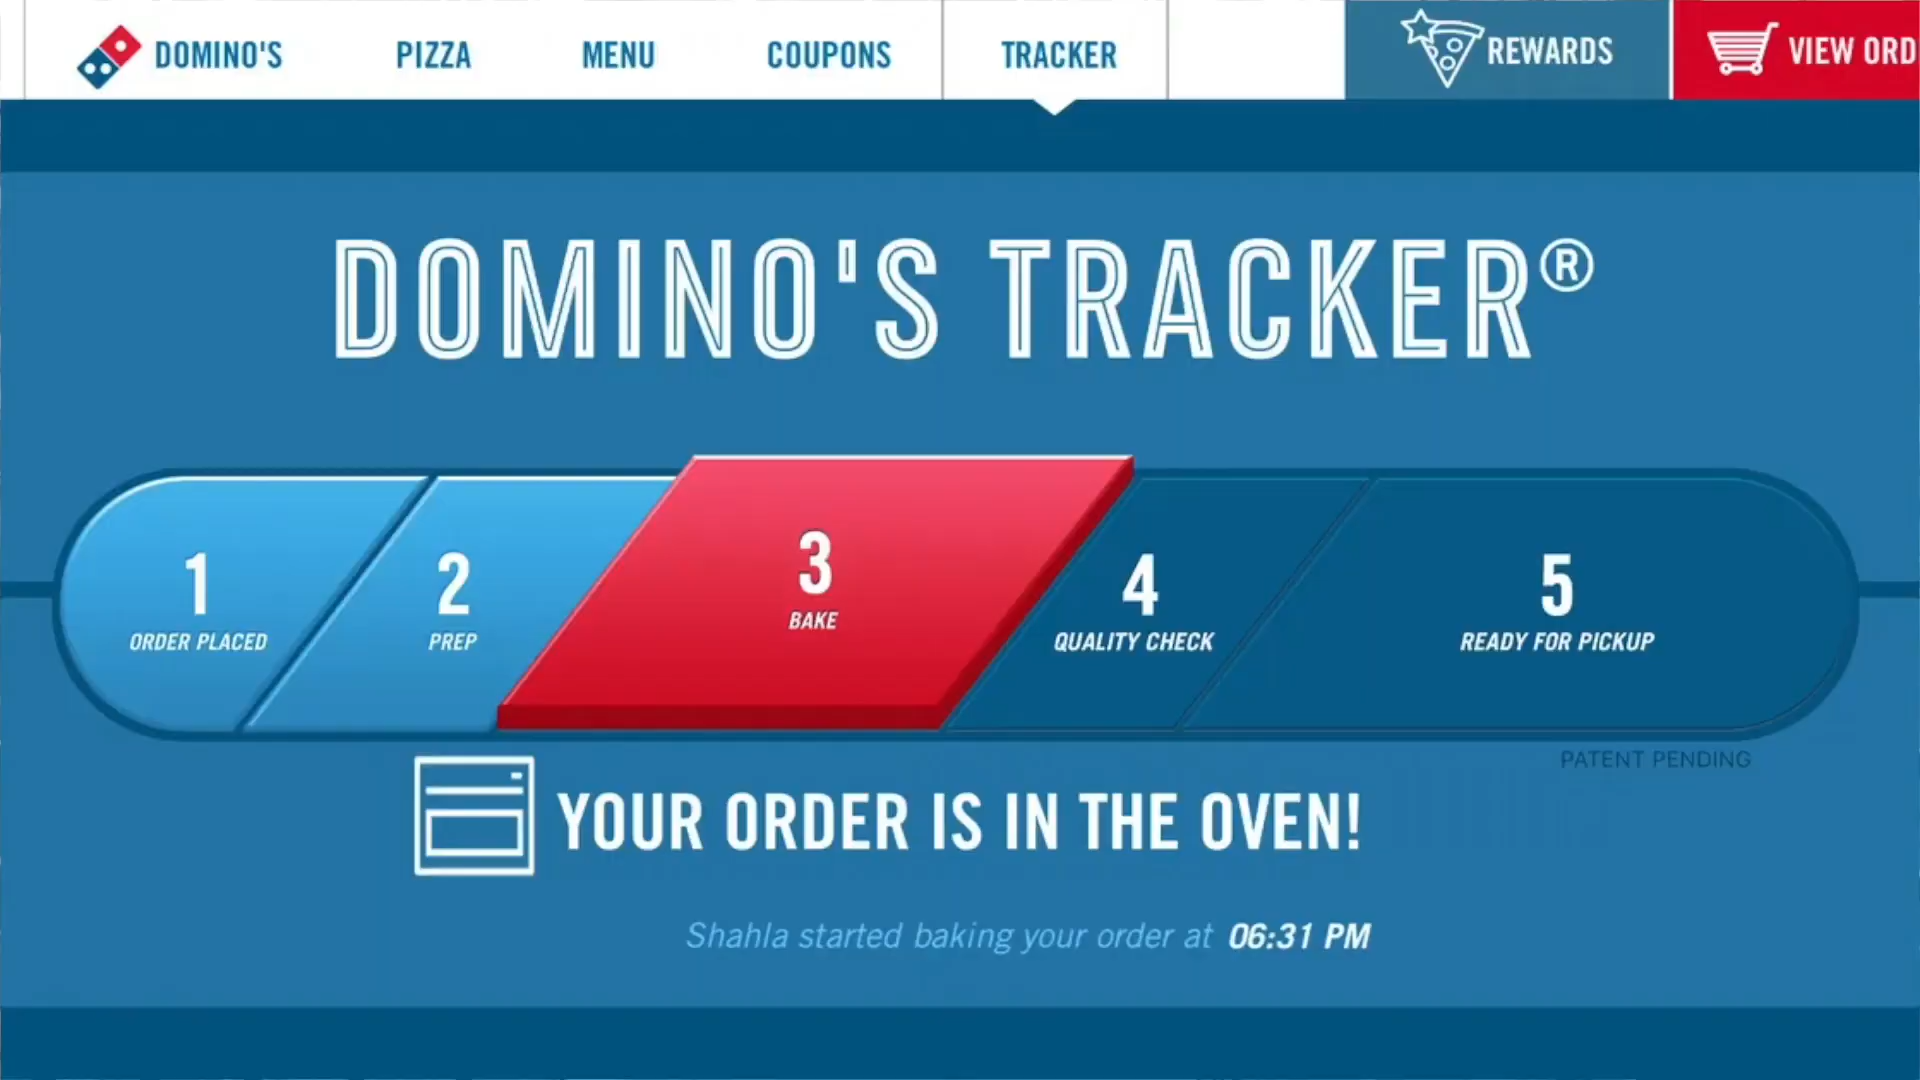 DOMINO'S PIZZA MENU COUPONS TRACKER REWARDS VIEW ORD
DOMINO'S TRACKER®
1 2 3 4 5
ORDER PLACED PREP BAKE QUALITY CHECK READY FOR PICKUP
PATENT PENDING
YOUR ORDER IS IN THE OVEN!
Shahla started baking your order at 06:31 PM